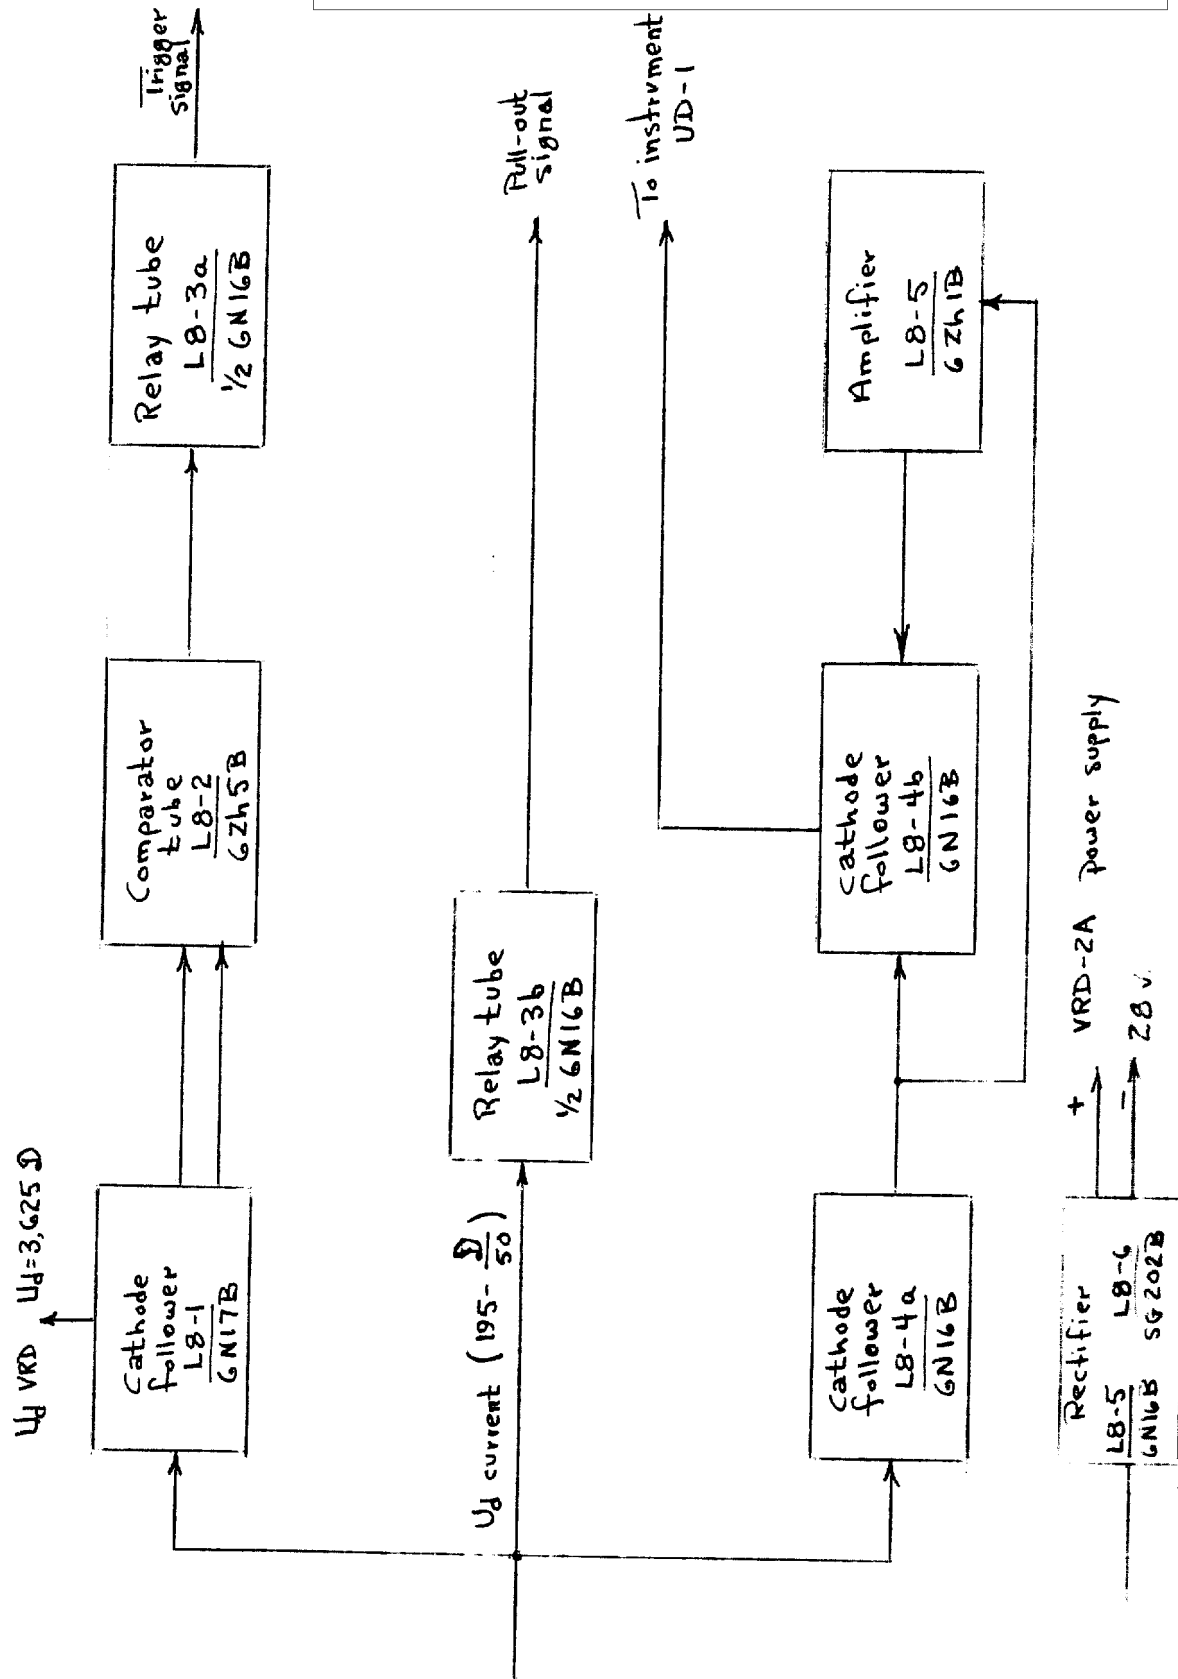 U_d VRD U_d=3,625 D
Cathode
follower
L8-1
6N17B
Comparator
tube
L8-2
6Zh5B
Relay tube
L8-3a
1/2 6N16B
Trigger
signal
U_d current (195-D/50)
Relay tube
L8-3b
1/2 6N16B
Pull-out
signal
To instrument
UD-1
Cathode
follower
L8-4a
6N16B
Cathode
follower
L8-4b
6N16B
Amplifier
L8-5
6Zh1B
Rectifier
L8-5 L8-6
6N16B SG202B
+ VRD-2A power supply
- 28 v.